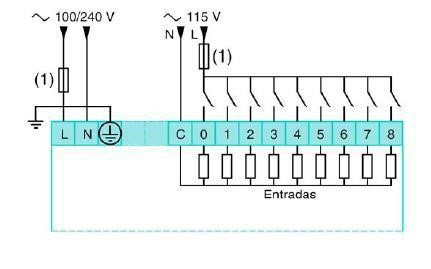 ~ 100/240 V
~ 115 V
N L
(1)
(1)
L N C 0 1 2 3 4 5 6 7 8
Entradas